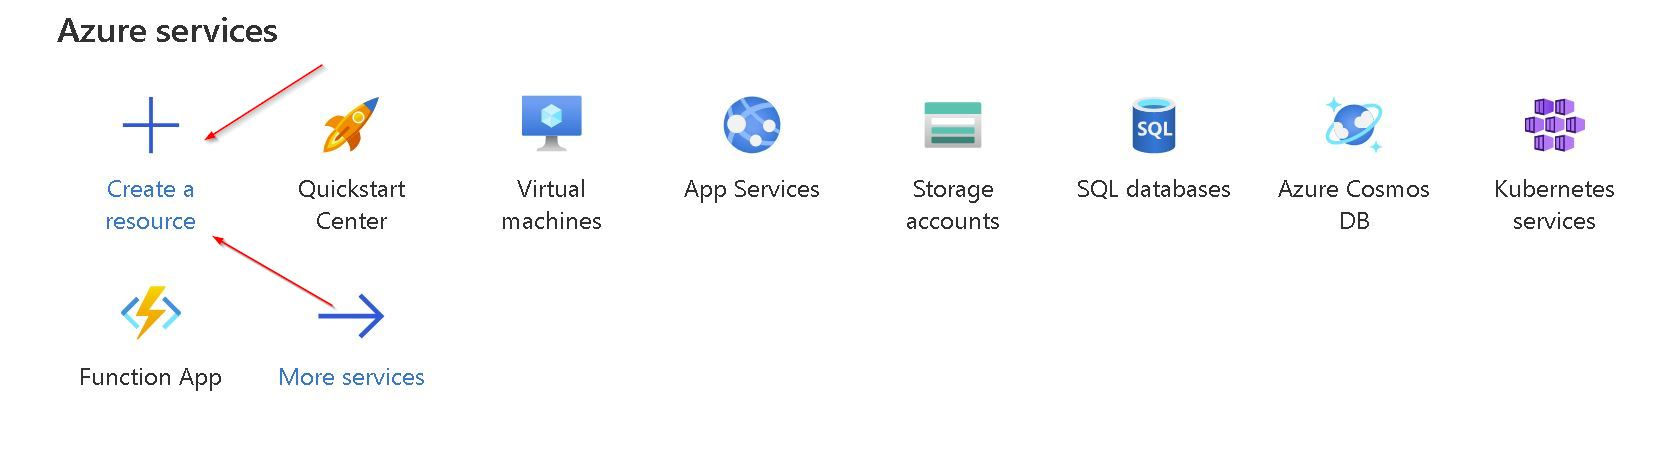 Azure services
Create a
resource
Quickstart
Center
Virtual
machines
App Services
Storage
accounts
SQL
SQL databases
Azure Cosmos
DB
Kubernetes
services
Function App
More services